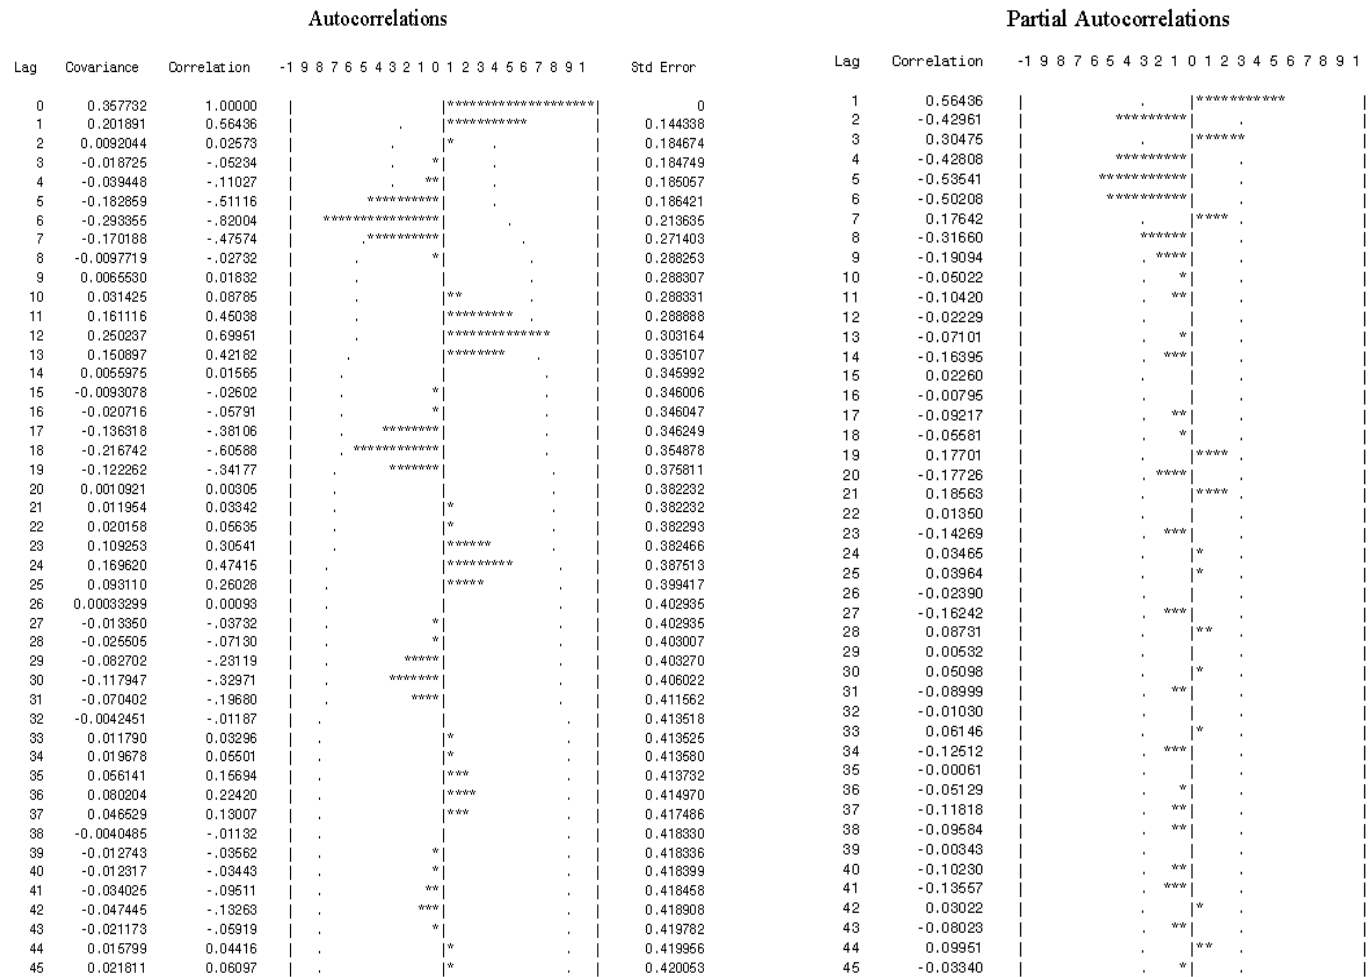 Autocorrelations
Lag Covariance Correlation -1 9 8 7 6 5 4 3 2 1 0 1 2 3 4 5 6 7 8 9 1 Std Error
0 0.357732 1.00000 0
1 0.201891 0.56436 0.144338
2 0.0092044 0.02573 0.184674
3 -0.018725 -.05234 0.184749
4 -0.039448 -.11027 0.185057
5 -0.182859 -.51116 0.186421
6 -0.293355 -.82004 0.213635
7 -0.170188 -.47574 0.271403
8 -0.0097719 -.02732 0.288253
9 0.0065530 0.01832 0.288307
10 0.031425 0.08785 0.288331
11 0.161116 0.45038 0.288888
12 0.250237 0.69951 0.303164
13 0.150897 0.42182 0.335107
14 0.0055975 0.01565 0.345992
15 -0.0093078 -.02602 0.346006
16 -0.020716 -.05791 0.346047
17 -0.136318 -.38106 0.346249
18 -0.216742 -.60588 0.354878
19 -0.122262 -.34177 0.375811
20 0.0010921 0.00305 0.382232
21 0.011954 0.03342 0.382232
22 0.020158 0.05635 0.382293
23 0.109253 0.30541 0.382466
24 0.169620 0.47415 0.387513
25 0.093110 0.26028 0.399417
26 0.00033299 0.00093 0.402935
27 -0.013350 -.03732 0.402935
28 -0.025505 -.07130 0.403007
29 -0.082702 -.23119 0.403270
30 -0.117947 -.32971 0.406022
31 -0.070402 -.19680 0.411562
32 -0.0042451 -.01187 0.413518
33 0.011790 0.03296 0.413525
34 0.019678 0.05501 0.413580
35 0.056141 0.15694 0.413732
36 0.080204 0.22420 0.414970
37 0.046529 0.13007 0.417486
38 -0.0040485 -.01132 0.418330
39 -0.012743 -.03562 0.418336
40 -0.012317 -.03443 0.418399
41 -0.034025 -.09511 0.418458
42 -0.047445 -.13263 0.418908
43 -0.021173 -.05919 0.419782
44 0.015799 0.04416 0.419956
45 0.021811 0.06097 0.420053
Partial Autocorrelations
Lag Correlation -1 9 8 7 6 5 4 3 2 1 0 1 2 3 4 5 6 7 8 9 1
1 0.56436
2 -0.42961
3 0.30475
4 -0.42808
5 -0.53541
6 -0.50208
7 0.17642
8 -0.31660
9 -0.19094
10 -0.05022
11 -0.10420
12 -0.02229
13 -0.07101
14 -0.16395
15 0.02260
16 -0.00795
17 -0.09217
18 -0.05581
19 0.17701
20 -0.17726
21 0.18563
22 0.01350
23 -0.14269
24 0.03465
25 0.03964
26 -0.02390
27 -0.16242
28 0.08731
29 0.00532
30 0.05098
31 -0.08999
32 -0.01030
33 0.06146
34 -0.12512
35 -0.00061
36 -0.05129
37 -0.11818
38 -0.09584
39 -0.00343
40 -0.10230
41 -0.13557
42 0.03022
43 -0.08023
44 0.09951
45 -0.03340